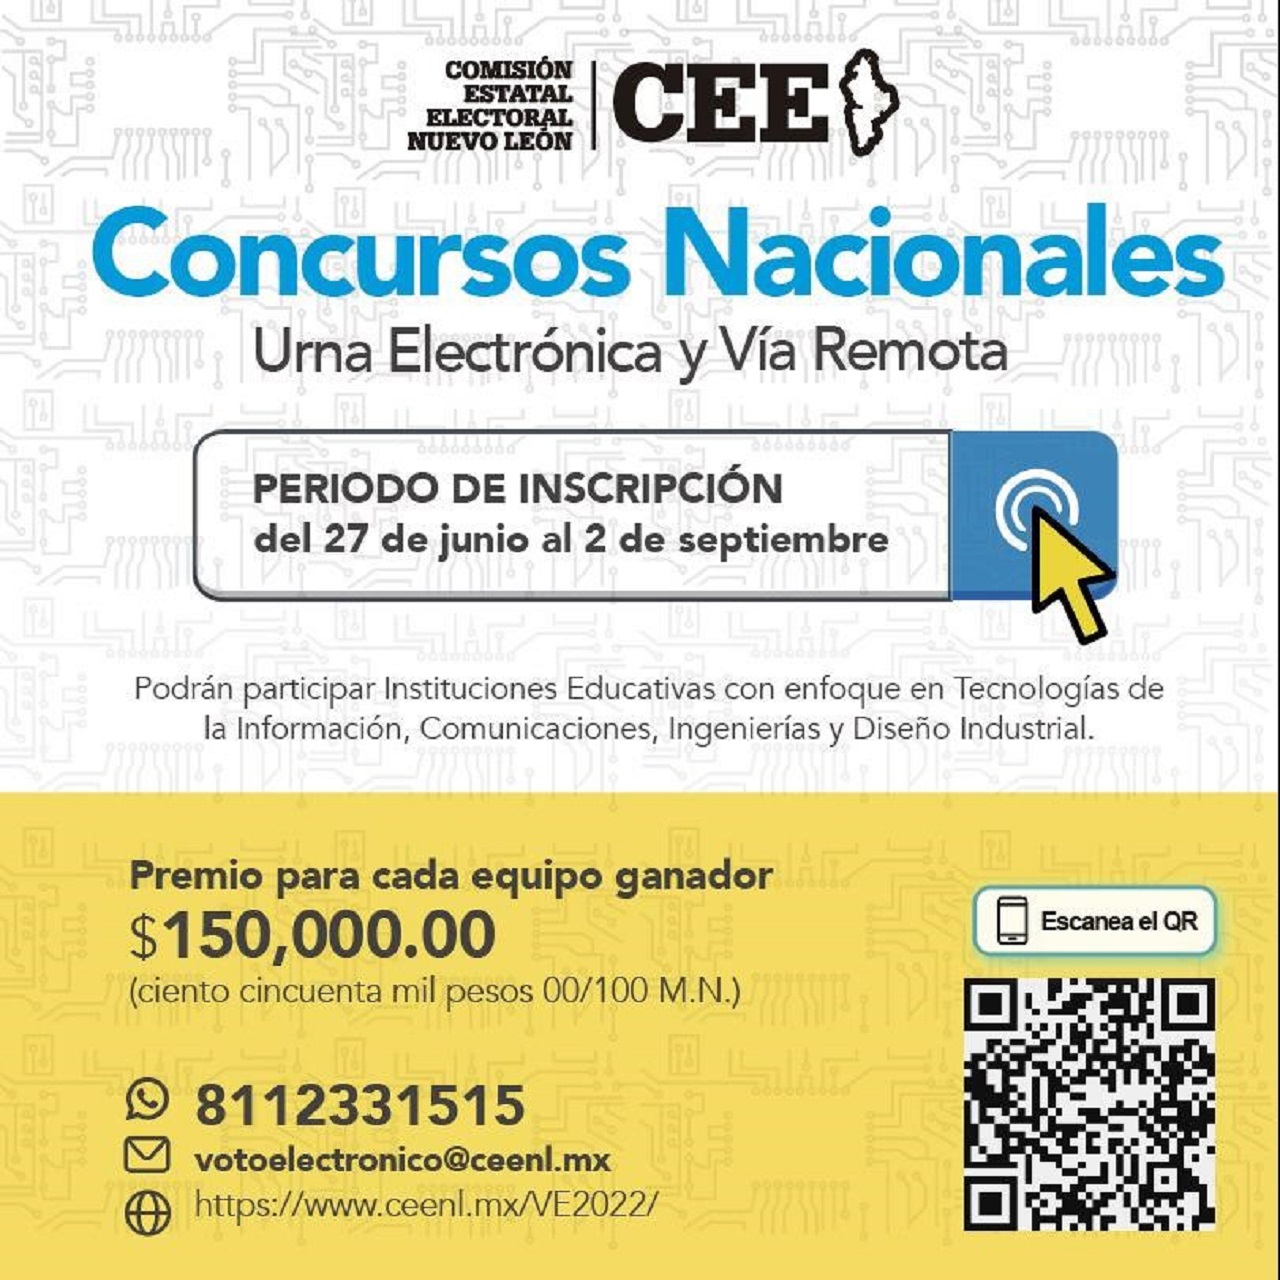 COMISIÓN
ESTATAL
ELECTORAL
NUEVO LEÓN
CEE
Concursos Nacionales
Urna Electrónica y Vía Remota
PERIODO DE INSCRIPCIÓN
del 27 de junio al 2 de septiembre
Podrán participar Instituciones Educativas con enfoque en Tecnologías de
la Información, Comunicaciones, Ingenierías y Diseño Industrial.
Premio para cada equipo ganador
$150,000.00
(ciento cincuenta mil pesos 00/100 M.N.)
Escanea el QR
8112331515
votoelectronico@ceenl.mx
https://www.ceenl.mx/VE2022/